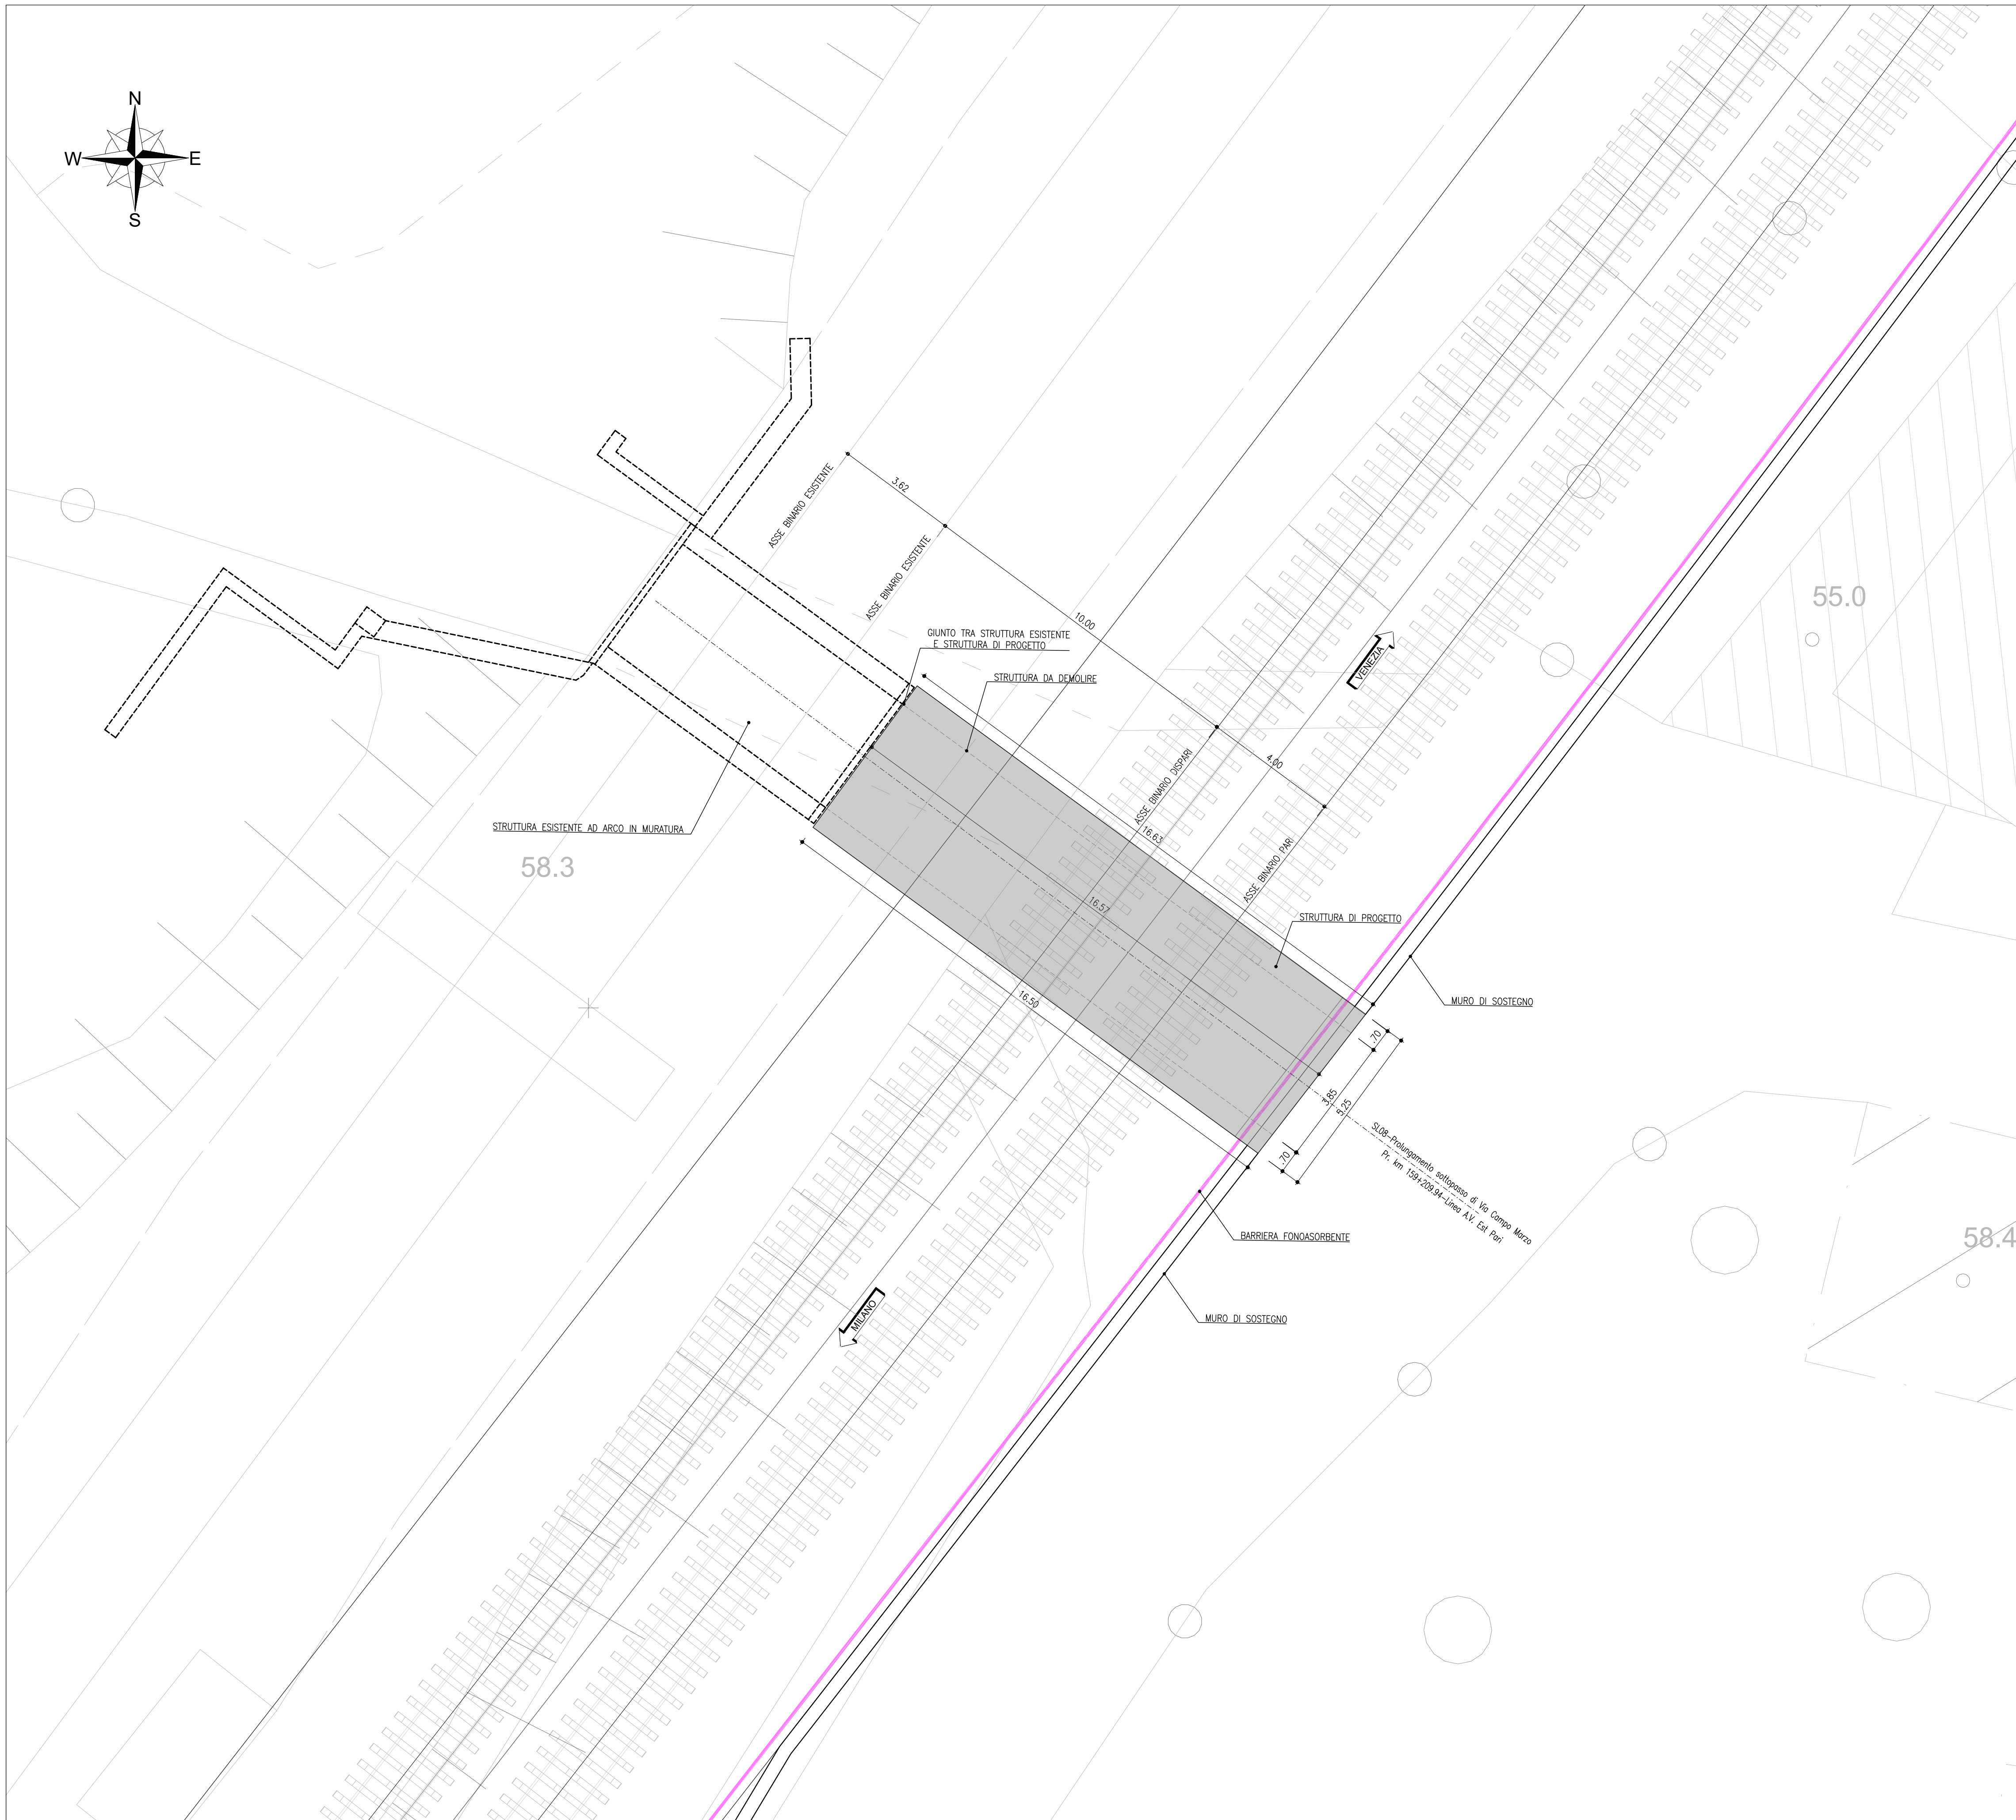 N
W E
S
ASSE BINARIO ESISTENTE
3.62
ASSE BINARIO ESISTENTE
10.00
55.0
GIUNTO TRA STRUTTURA ESISTENTE
E STRUTTURA DI PROGETTO
STRUTTURA DA DEMOLIRE
VENEZIA
4.00
ASSE BINARIO DISPARI
16.63
STRUTTURA ESISTENTE AD ARCO IN MURATURA
58.3
ASSE BINARIO PARI
16.57
STRUTTURA DI PROGETTO
16.50
MURO DI SOSTEGNO
.70
3.85
5.25
.70
SL08-Prolungamento sottopasso di Via Campo Marzo
Pr. km 159+209.94-Linea A.V. Est Pari
BARRIERA FONOASORBENTE
58.4
MILANO
MURO DI SOSTEGNO